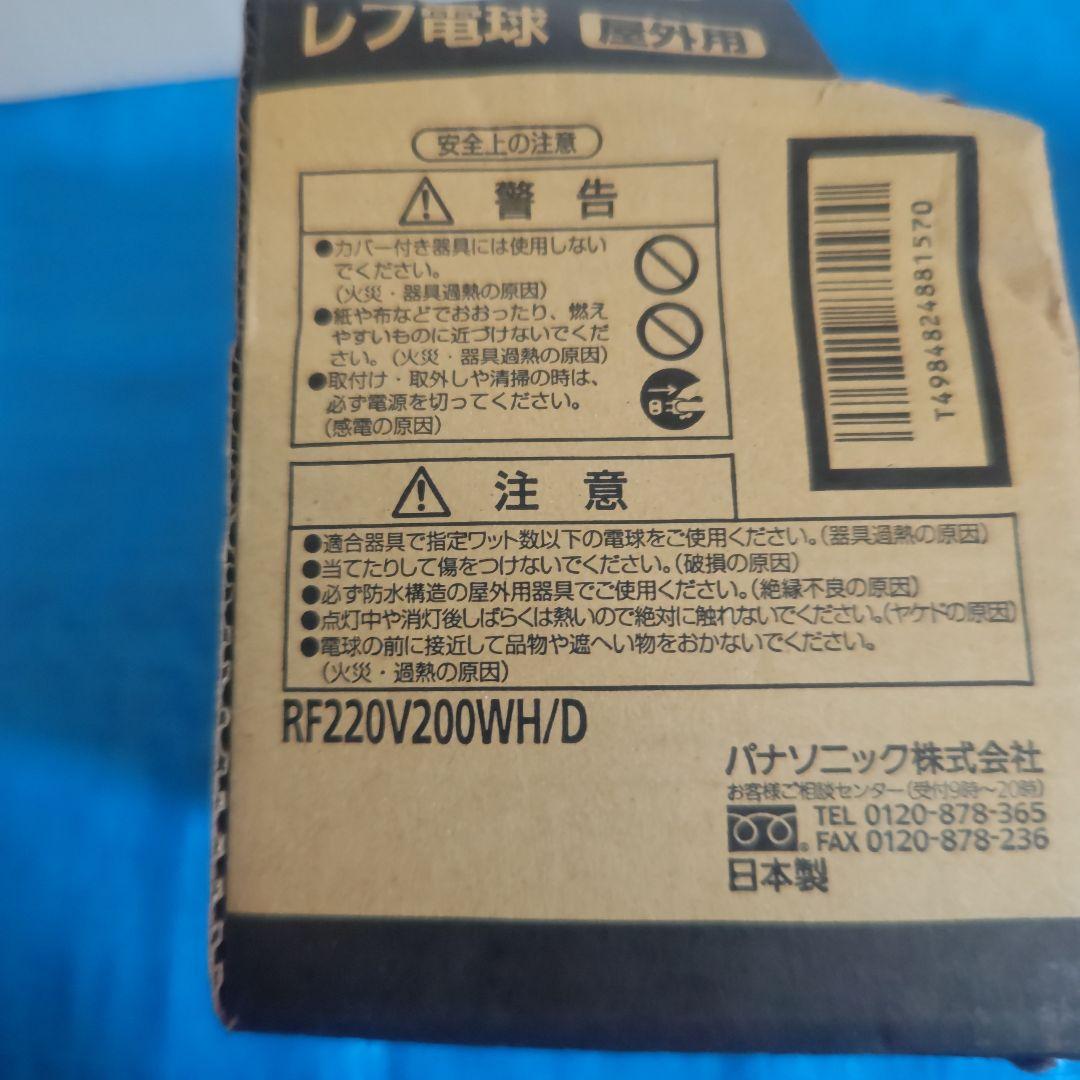 レフ電球 屋外用
安全上の注意
警告
●カバー付き器具には使用しない
でください。
(火災・器具過熱の原因)
●紙や布などでおおったり、燃え
やすいものに近づけないでくだ
さい。(火災・器具過熱の原因)
●取付け・取外しや清掃の時は、
必ず電源を切ってください。
(感電の原因)
T4984824881570
注意
●適合器具で指定ワット数以下の電球をご使用ください。(器具過熱の原因)
●当てたりして傷をつけないでください。(破損の原因)
●必ず防水構造の屋外用器具でご使用ください。(絶縁不良の原因)
●点灯中や消灯後しばらくは熱いので絶対に触れないでください。(ヤケドの原因)
●電球の前に接近して品物や遮へい物をおかないでください。
(火災・過熱の原因)
RF220V200WH/D
パナソニック株式会社
お客様ご相談センター(受付9時~20時)
TEL 0120-878-365
FAX 0120-878-236
日本製